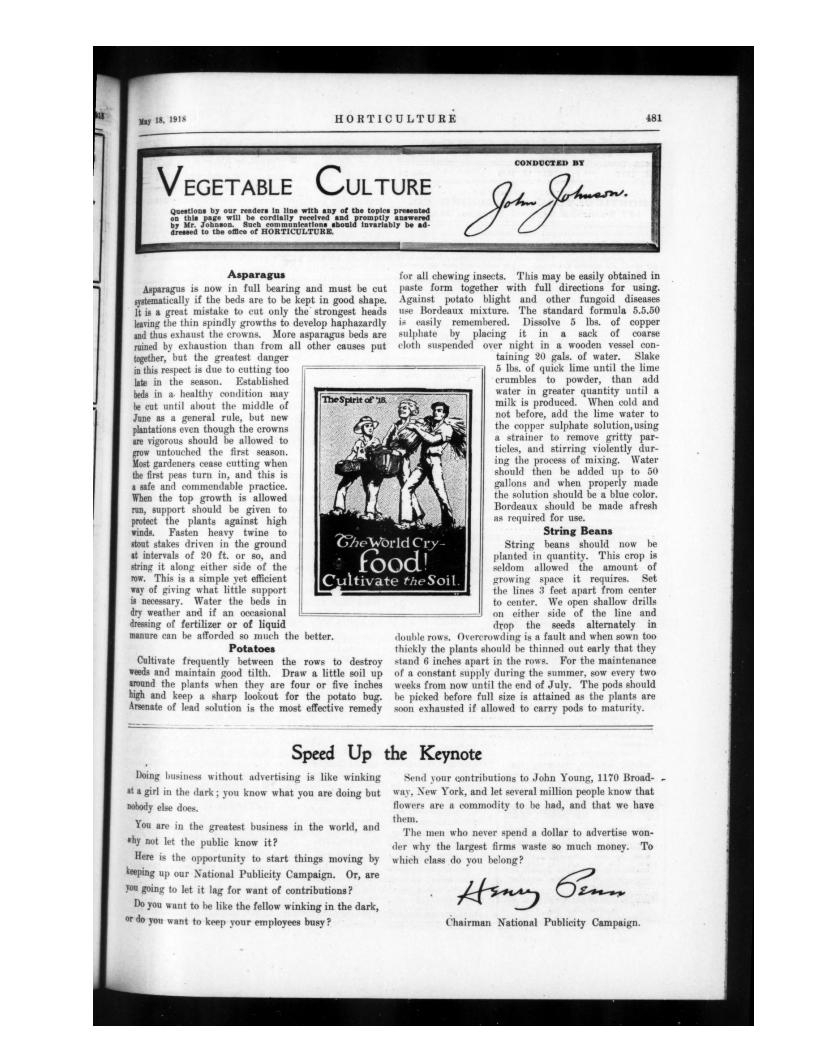 May 18, 1918
HORTICULTURE
481
VEGETABLE CULTURE
Questions by our readers in line with any of the topics presented
on this page will be cordially received and promptly answered
by Mr. Johnson. Such communications should invariably be ad-
dressed to the office of HORTICULTURE.
CONDUCTED BY
John Johnson.
Asparagus
Asparagus is now in full bearing and must be cut
systematically if the beds are to be kept in good shape.
It is a great mistake to cut only the strongest heads
leaving the thin spindly growths to develop haphazardly
and thus exhaust the crowns. More asparagus beds are
ruined by exhaustion than from all other causes put
together, but the greatest danger
in this respect is due to cutting too
late in the season. Established
beds in a healthy condition may
be cut until about the middle of
June as a general rule, but new
plantations even though the crowns
are vigorous should be allowed to
grow untouched the first season.
Most gardeners cease cutting when
the first peas turn in, and this is
a safe and commendable practice.
When the top growth is allowed
run, support should be given to
protect the plants against high
winds. Fasten heavy twine to
stout stakes driven in the ground
at intervals of 20 ft. or so, and
string it along either side of the
row. This is a simple yet efficient
way of giving what little support
is necessary. Water the beds in
dry weather and if an occasional
dressing of fertilizer or of liquid
manure can be afforded so much the better.
Potatoes
Cultivate frequently between the rows to destroy
weeds and maintain good tilth. Draw a little soil up
around the plants when they are four or five inches
high and keep a sharp lookout for the potato bug.
Arsenate of lead solution is the most effective remedy
The Spirit of '18.
The World Cry-
Food!
Cultivate the Soil.
for all chewing insects. This may be easily obtained in
paste form together with full directions for using.
Against potato blight and other fungoid diseases
use Bordeaux mixture. The standard formula 5.5.50
is easily remembered. Dissolve 5 lbs. of copper
sulphate by placing it in a sack of coarse
cloth suspended over night in a wooden vessel con-
taining 20 gals. of water. Slake
5 lbs. of quick lime until the lime
crumbles to powder, than add
water in greater quantity until a
milk is produced. When cold and
not before, add the lime water to
the copper sulphate solution, using
a strainer to remove gritty par-
ticles, and stirring violently dur-
ing the process of mixing. Water
should then be added up to 50
gallons and when properly made
the solution should be a blue color.
Bordeaux should be made afresh
as required for use.
String Beans
String beans should now be
planted in quantity. This crop is
seldom allowed the amount of
growing space it requires. Set
the lines 3 feet apart from center
to center. We open shallow drills
on either side of the line and
drop the seeds alternately in
double rows. Overcrowding is a fault and when sown too
thickly the plants should be thinned out early that they
stand 6 inches apart in the rows. For the maintenance
of a constant supply during the summer, sow every two
weeks from now until the end of July. The pods should
be picked before full size is attained as the plants are
soon exhausted if allowed to carry pods to maturity.
Speed Up the Keynote
Doing business without advertising is like winking
at a girl in the dark; you know what you are doing but
nobody else does.
You are in the greatest business in the world, and
why not let the public know it?
Here is the opportunity to start things moving by
keeping up our National Publicity Campaign. Or, are
you going to let it lag for want of contributions?
Do you want to be like the fellow winking in the dark,
or do you want to keep your employees busy?
Send your contributions to John Young, 1170 Broad-
way, New York, and let several million people know that
flowers are a commodity to be had, and that we have
them.
The men who never spend a dollar to advertise won-
der why the largest firms waste so much money. To
which class do you belong?
Henry Penn
Chairman National Publicity Campaign.